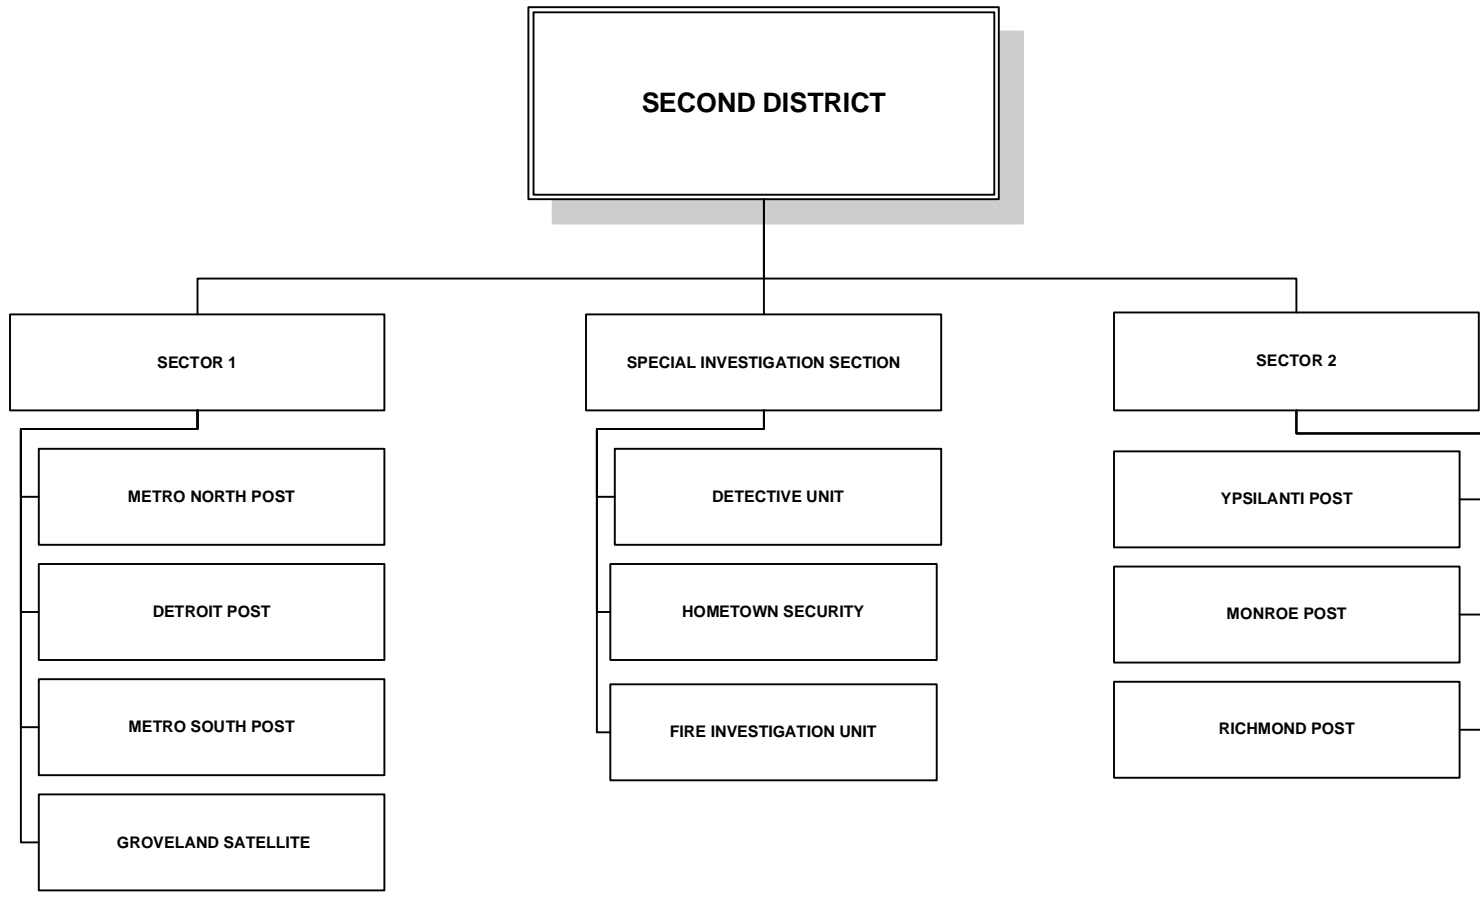 SECOND DISTRICT
SECTOR 1
METRO NORTH POST
DETROIT POST
METRO SOUTH POST
GROVELAND SATELLITE
SPECIAL INVESTIGATION SECTION
DETECTIVE UNIT
HOMETOWN SECURITY
FIRE INVESTIGATION UNIT
SECTOR 2
YPSILANTI POST
MONROE POST
RICHMOND POST